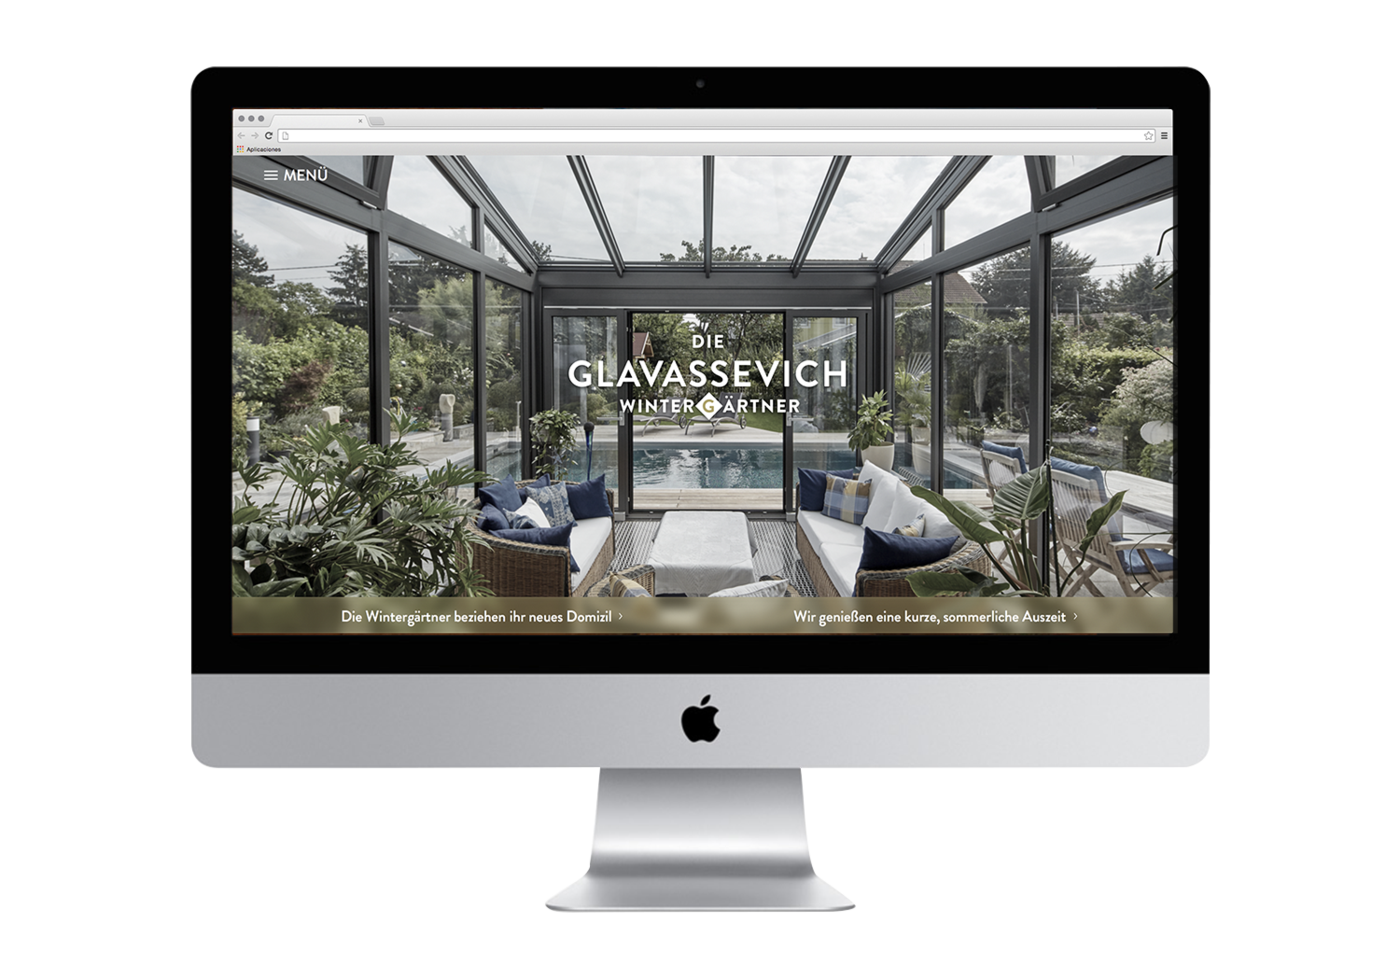 Aplicaciones
MENÜ
DIE
GLAVASSEVICH
WINTERGÄRTNER
Die Wintergärtner beziehen ihr neues Domizil ›
Wir genießen eine kurze, sommerliche Auszeit ›